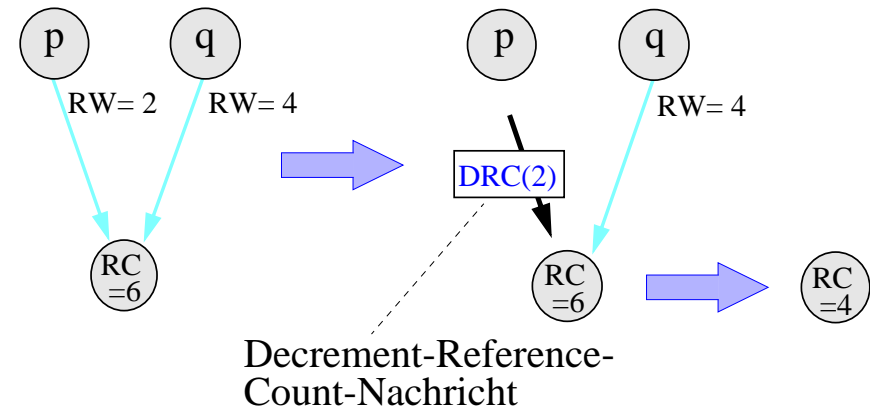 p
q
p
q
RW= 2
RW= 4
RW= 4
DRC(2)
RC
=6
RC
=6
RC
=4
Decrement-Reference-
Count-Nachricht